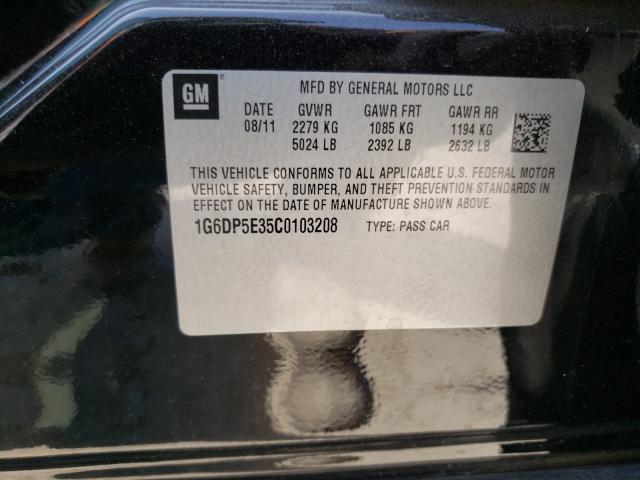 GM
MFD BY GENERAL MOTORS LLC
DATE GVWR GAWR FRT GAWR RR
08/11 2279 KG 1085 KG 1194 KG
5024 LB 2392 LB 2632 LB
THIS VEHICLE CONFORMS TO ALL APPLICABLE U.S. FEDERAL MOTOR
VEHICLE SAFETY, BUMPER, AND THEFT PREVENTION STANDARDS IN
EFFECT ON THE DATE OF MANUFACTURE SHOWN ABOVE.
1G6DP5E35C0103208 TYPE: PASS CAR